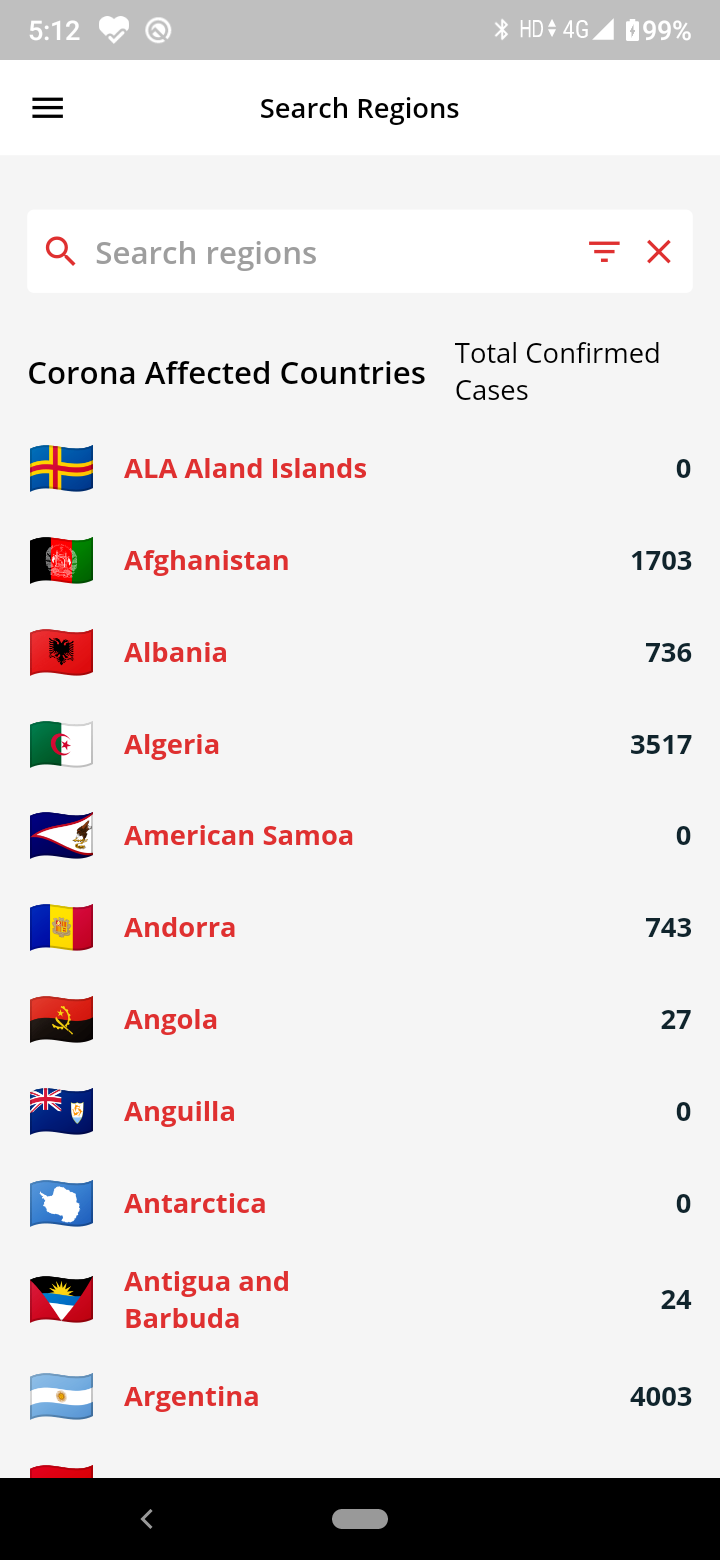 5:12 HD 4G 99%
Search Regions
Search regions
Corona Affected Countries
Total Confirmed
Cases
ALA Aland Islands 0
Afghanistan 1703
Albania 736
Algeria 3517
American Samoa 0
Andorra 743
Angola 27
Anguilla 0
Antarctica 0
Antigua and
Barbuda 24
Argentina 4003